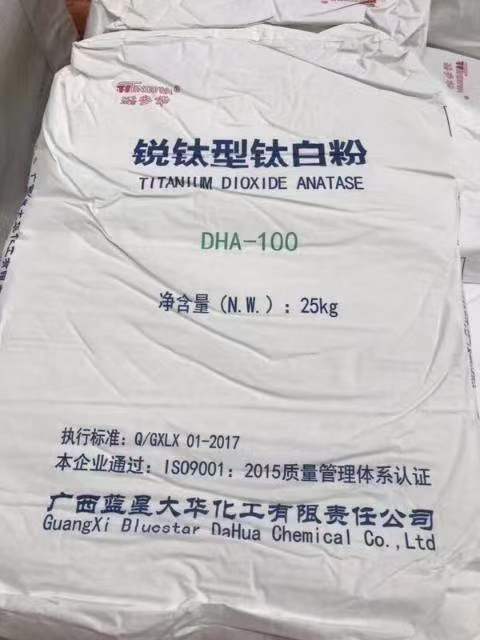 锐钛型钛白粉
TITANIUM DIOXIDE ANATASE
DHA-100
净含量（N.W.）：25kg
执行标准：Q/GXLX 01-2017
本企业通过：ISO9001：2015质量管理体系认证
广西蓝星大华化工有限责任公司
GuangXi Bluestar DaHua Chemical Co.,Ltd